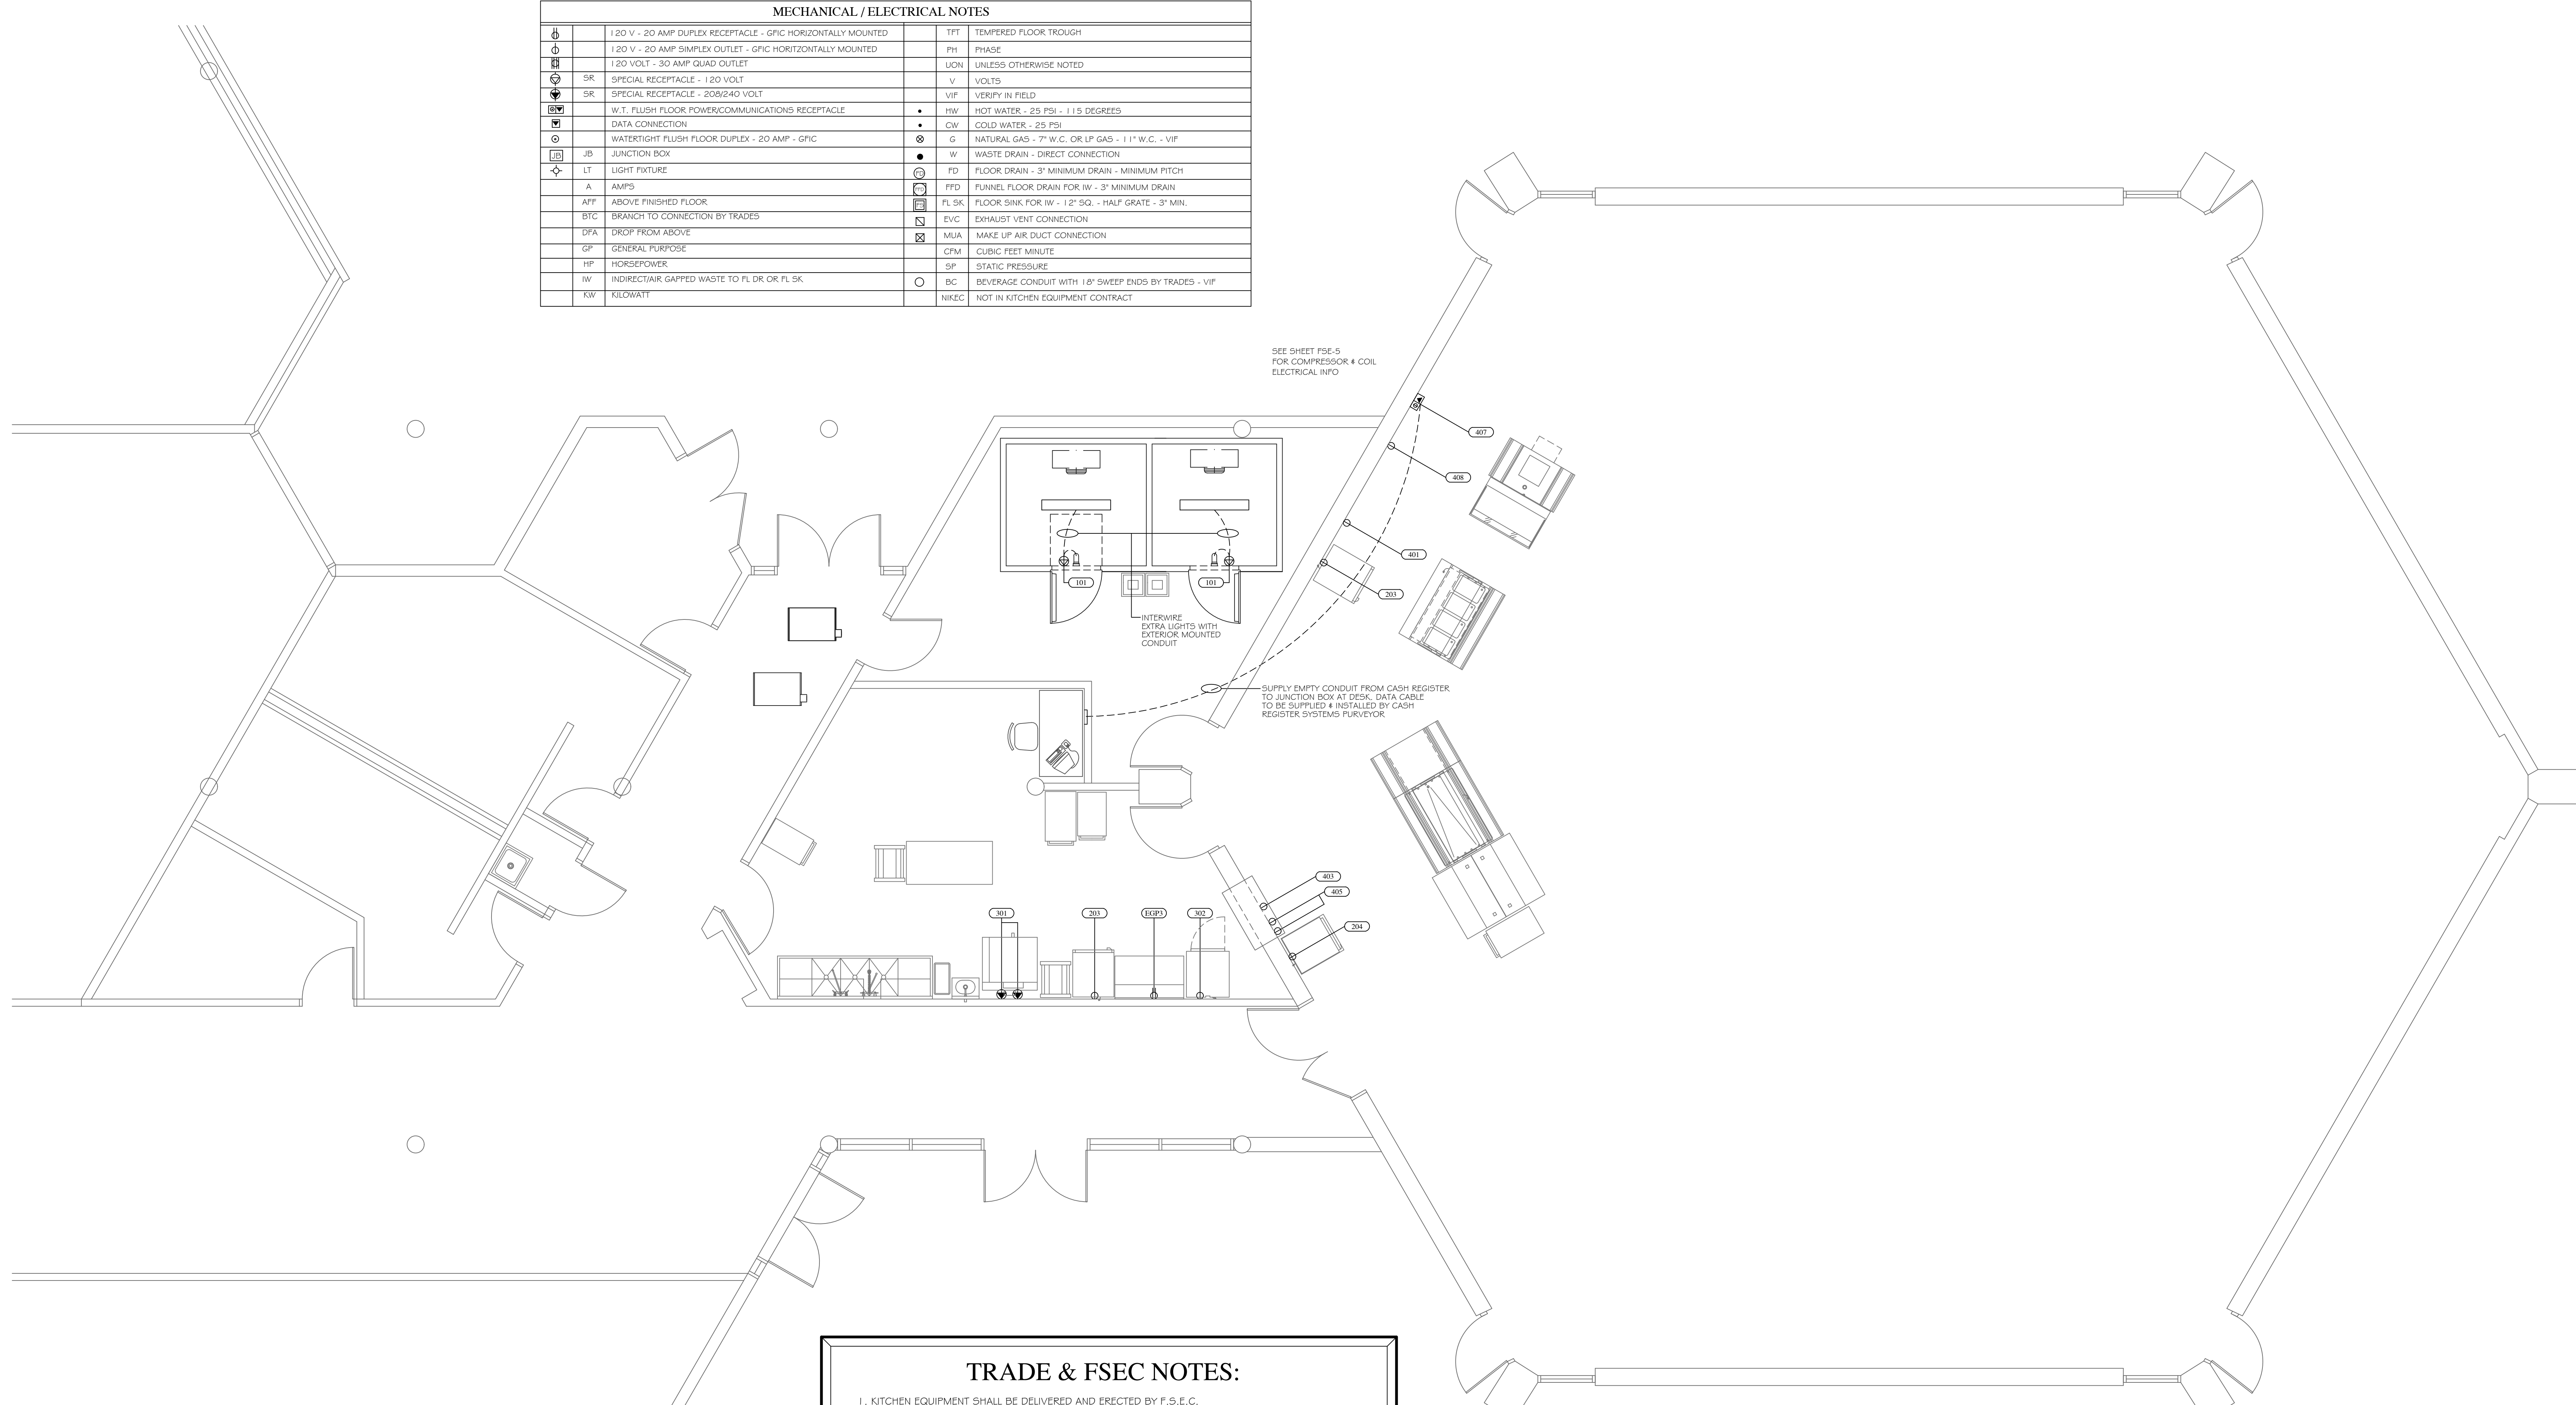 MECHANICAL / ELECTRICAL NOTES
120 V - 20 AMP DUPLEX RECEPTACLE - GFIC HORIZONTALLY MOUNTED
TFT TEMPERED FLOOR TROUGH
120 V - 20 AMP SIMPLEX OUTLET - GFIC HORITZONTALLY MOUNTED
PH PHASE
120 VOLT - 30 AMP QUAD OUTLET
UON UNLESS OTHERWISE NOTED
SR SPECIAL RECEPTACLE - 120 VOLT
V VOLTS
SR SPECIAL RECEPTACLE - 208/240 VOLT
VIF VERIFY IN FIELD
W.T. FLUSH FLOOR POWER/COMMUNICATIONS RECEPTACLE
HW HOT WATER - 25 PSI - 115 DEGREES
DATA CONNECTION
CW COLD WATER - 25 PSI
WATERTIGHT FLUSH FLOOR DUPLEX - 20 AMP - GFIC
G NATURAL GAS - 7" W.C. OR LP GAS - 11" W.C. - VIF
JB JB JUNCTION BOX
W WASTE DRAIN - DIRECT CONNECTION
LT LIGHT FIXTURE
FD FD FLOOR DRAIN - 3" MINIMUM DRAIN - MINIMUM PITCH
A AMPS
FFD FFD FUNNEL FLOOR DRAIN FOR IW - 3" MINIMUM DRAIN
AFF ABOVE FINISHED FLOOR
FL SK FLOOR SINK FOR IW - 12" SQ. - HALF GRATE - 3" MIN.
BTC BRANCH TO CONNECTION BY TRADES
EVC EXHAUST VENT CONNECTION
DFA DROP FROM ABOVE
MUA MAKE UP AIR DUCT CONNECTION
GP GENERAL PURPOSE
CFM CUBIC FEET MINUTE
HP HORSEPOWER
SP STATIC PRESSURE
IW INDIRECT/AIR GAPPED WASTE TO FL DR OR FL SK
BC BEVERAGE CONDUIT WITH 18" SWEEP ENDS BY TRADES - VIF
KW KILOWATT
NIKEC NOT IN KITCHEN EQUIPMENT CONTRACT
SEE SHEET FSE-5
FOR COMPRESSOR & COIL
ELECTRICAL INFO
407
408
401
203
101
101
INTERWIRE
EXTRA LIGHTS WITH
EXTERIOR MOUNTED
CONDUIT
SUPPLY EMPTY CONDUIT FROM CASH REGISTER
TO JUNCTION BOX AT DESK. DATA CABLE
TO BE SUPPLIED & INSTALLED BY CASH
REGISTER SYSTEMS PURVEYOR
403
405
204
301
203
EGP3
302
TRADE & FSEC NOTES:
1. KITCHEN EQUIPMENT SHALL BE DELIVERED AND ERECTED BY F.S.E.C.